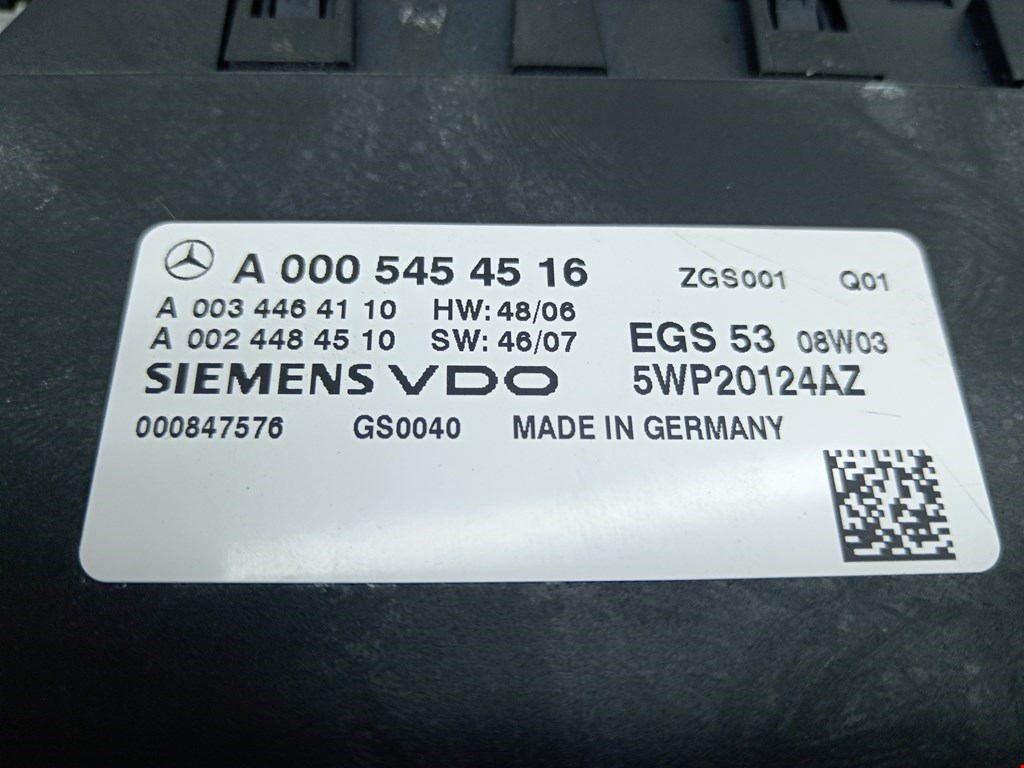 A 000 545 45 16 ZGS001 Q01
A 003 446 41 10 HW: 48/06
A 002 448 45 10 SW: 46/07 EGS 53 08W03
SIEMENS VDO 5WP20124AZ
000847576 GS0040 MADE IN GERMANY